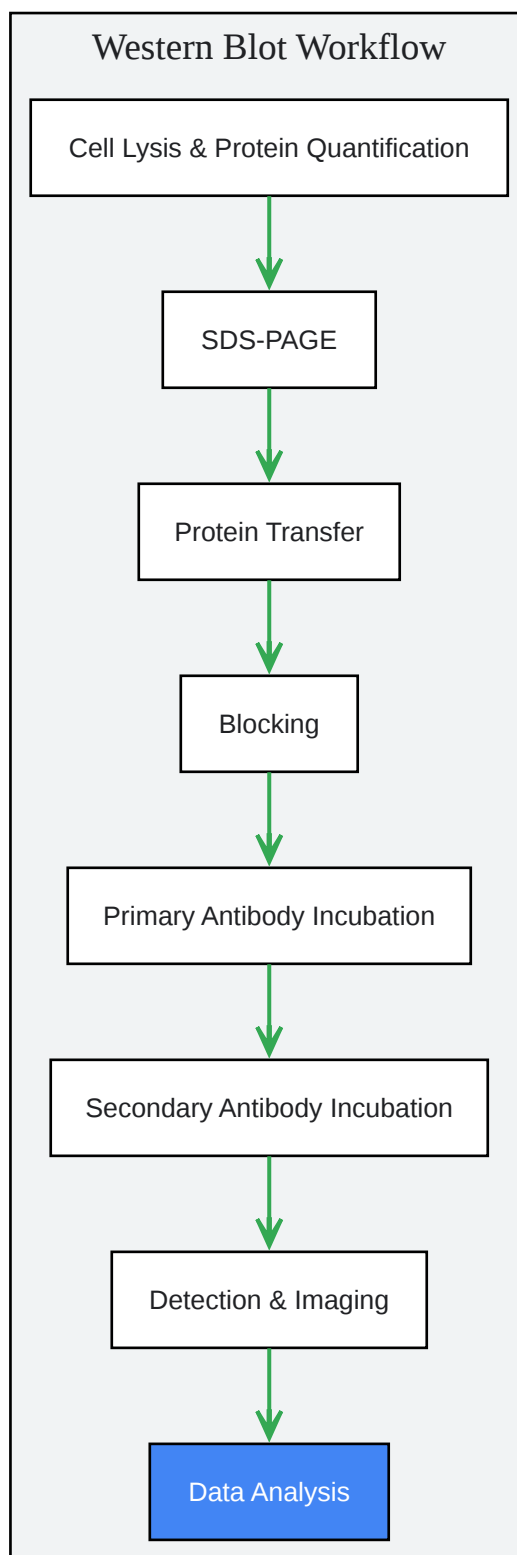 Western Blot Workflow
Cell Lysis & Protein Quantification
SDS-PAGE
Protein Transfer
Blocking
Primary Antibody Incubation
Secondary Antibody Incubation
Detection & Imaging
Data Analysis